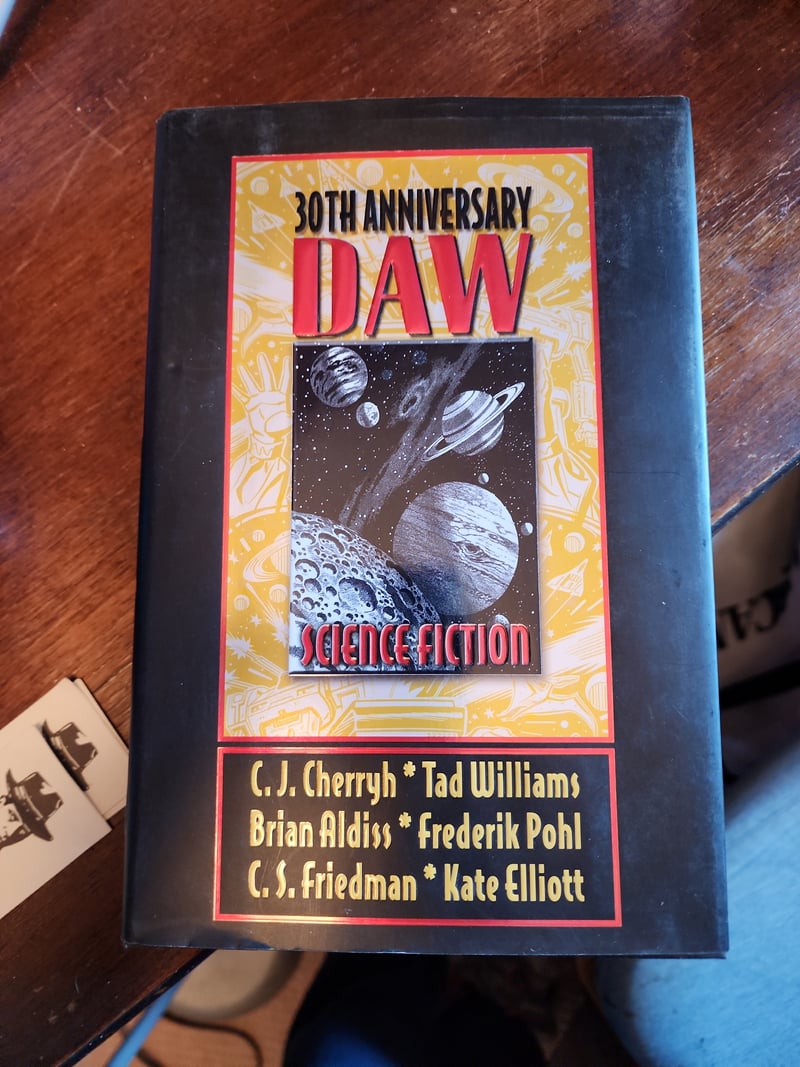 30TH ANNIVERSARY
DAW
SCIENCE FICTION
C. J. Cherryh * Tad Williams
Brian Aldiss * Frederik Pohl
C. S. Friedman * Kate Elliott